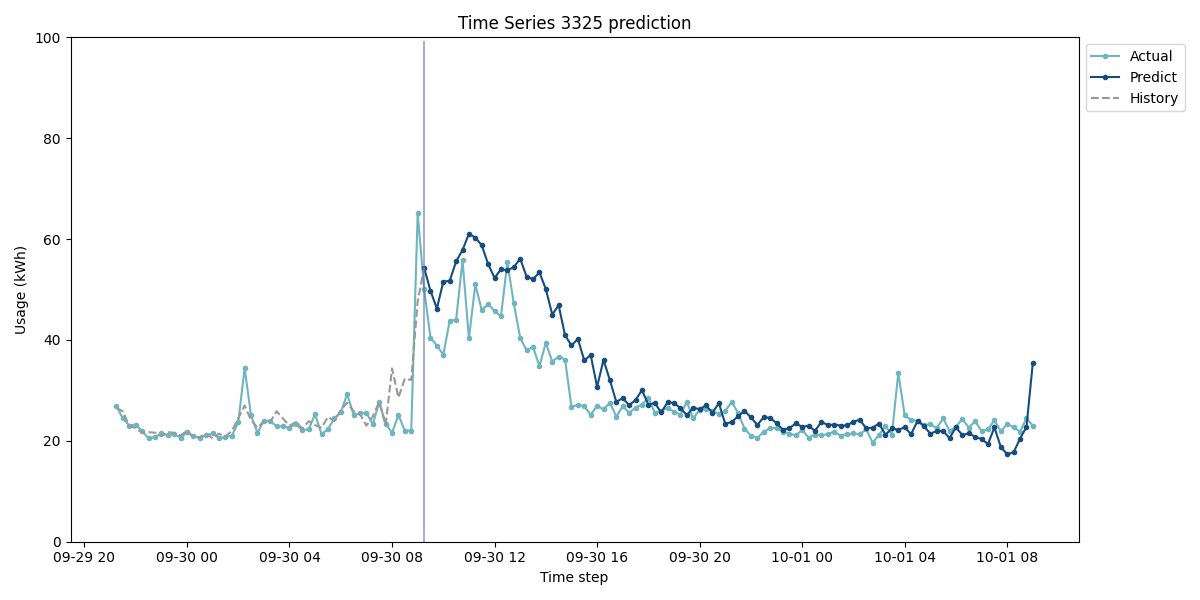 Time Series 3325 prediction
100
80
60
40
20
0
Usage (kWh)
09-29 20
09-30 00
09-30 04
09-30 08
09-30 12
09-30 16
09-30 20
10-01 00
10-01 04
10-01 08
Time step
Actual
Predict
History